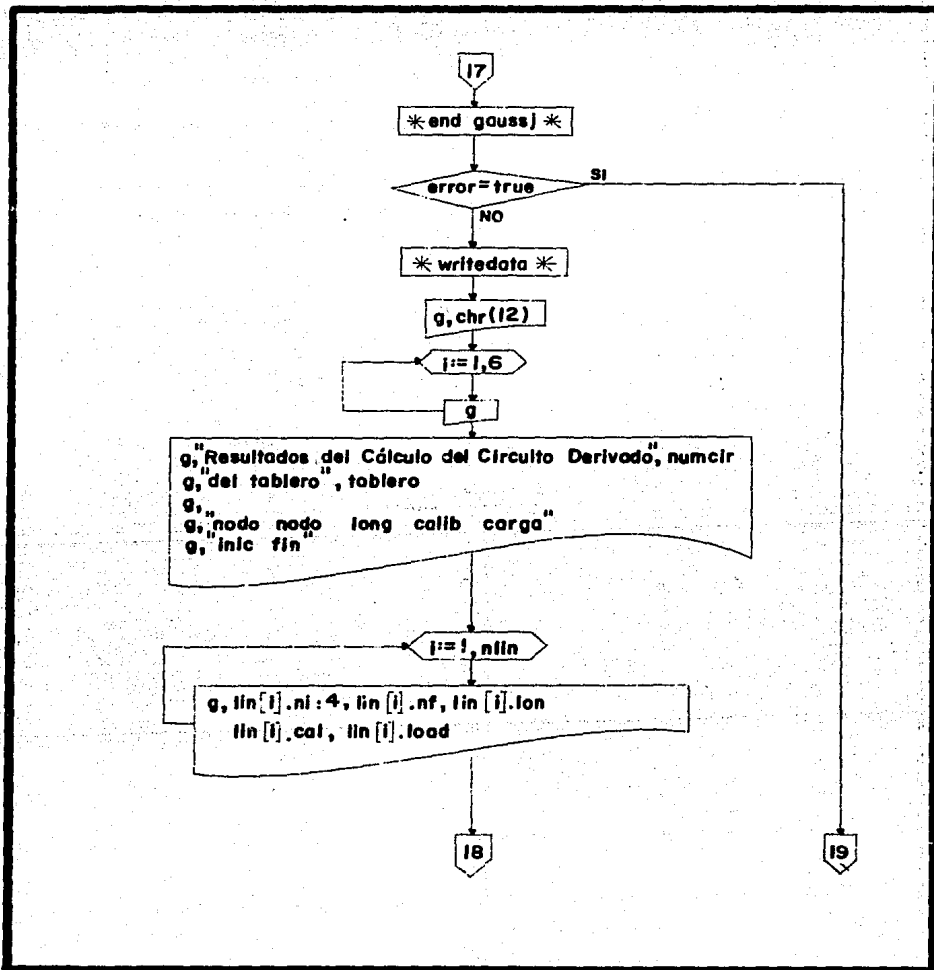 17
* end gaussj *
error=true
SI
NO
* writedata *
g, chr(12)
i:=1,6
g
g,"Resultados del Cálculo del Circuito Derivado", numcir
g,"del tablero", tablero
g,
g,"nodo nodo long calib carga"
g,"inic fin"
i:=1, nlin
g, lin[i].ni:4, lin[i].nf, lin[i].lon
lin[i].cal, lin[i].load
18
19